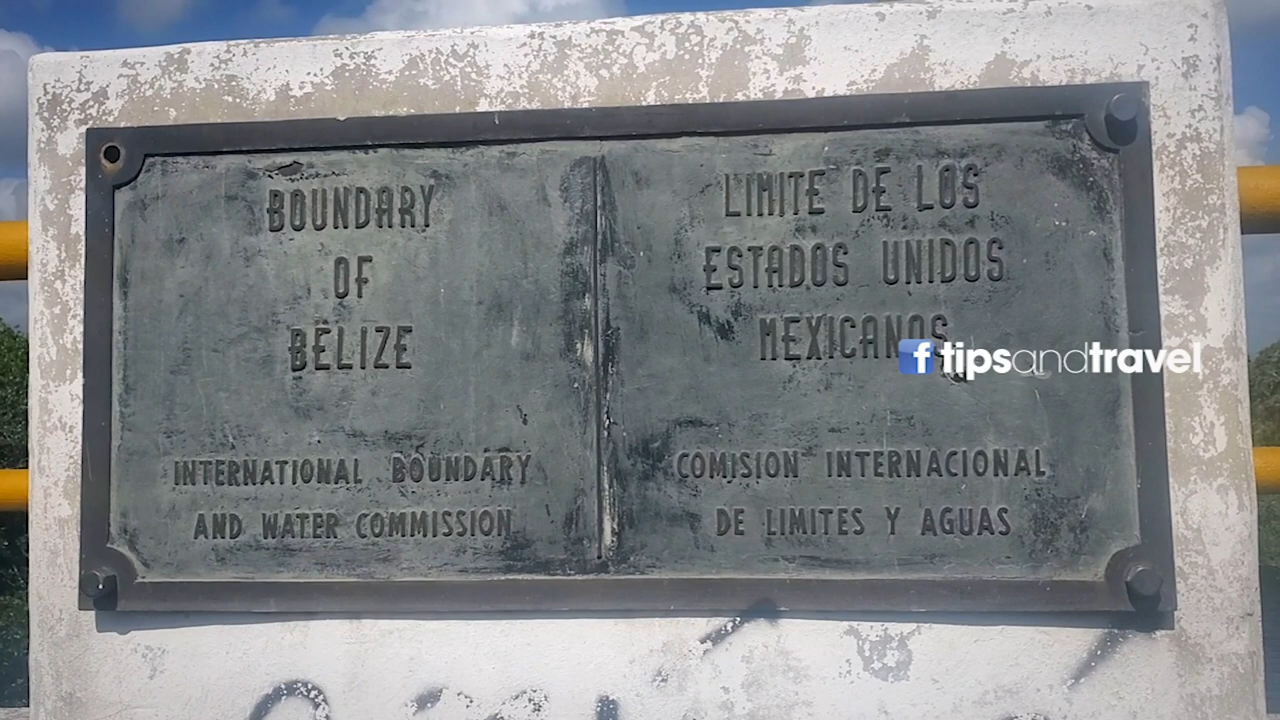 BOUNDARY
OF
BELIZE
INTERNATIONAL BOUNDARY
AND WATER COMMISSION
LIMITE DE LOS
ESTADOS UNIDOS
MEXICANOS
COMISION INTERNACIONAL
DE LIMITES Y AGUAS
f tipsandtravel